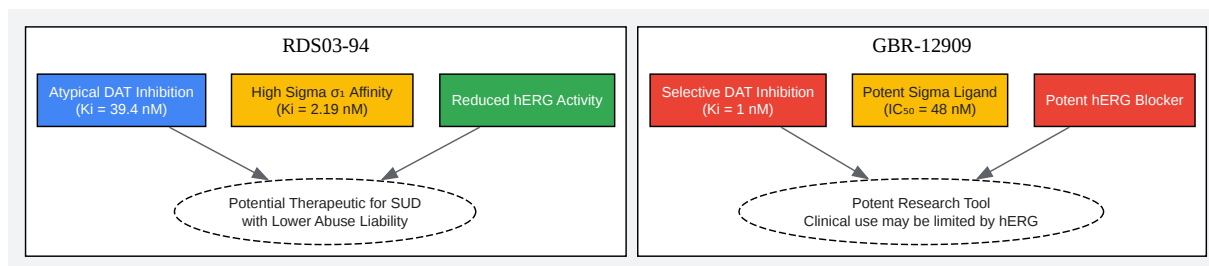 RDS03-94
Atypical DAT Inhibition
(Ki = 39.4 nM)
High Sigma σ₁ Affinity
(Ki = 2.19 nM)
Reduced hERG Activity
Potential Therapeutic for SUD
with Lower Abuse Liability
GBR-12909
Selective DAT Inhibition
(Ki = 1 nM)
Potent Sigma Ligand
(IC₅₀ = 48 nM)
Potent hERG Blocker
Potent Research Tool
Clinical use may be limited by hERG